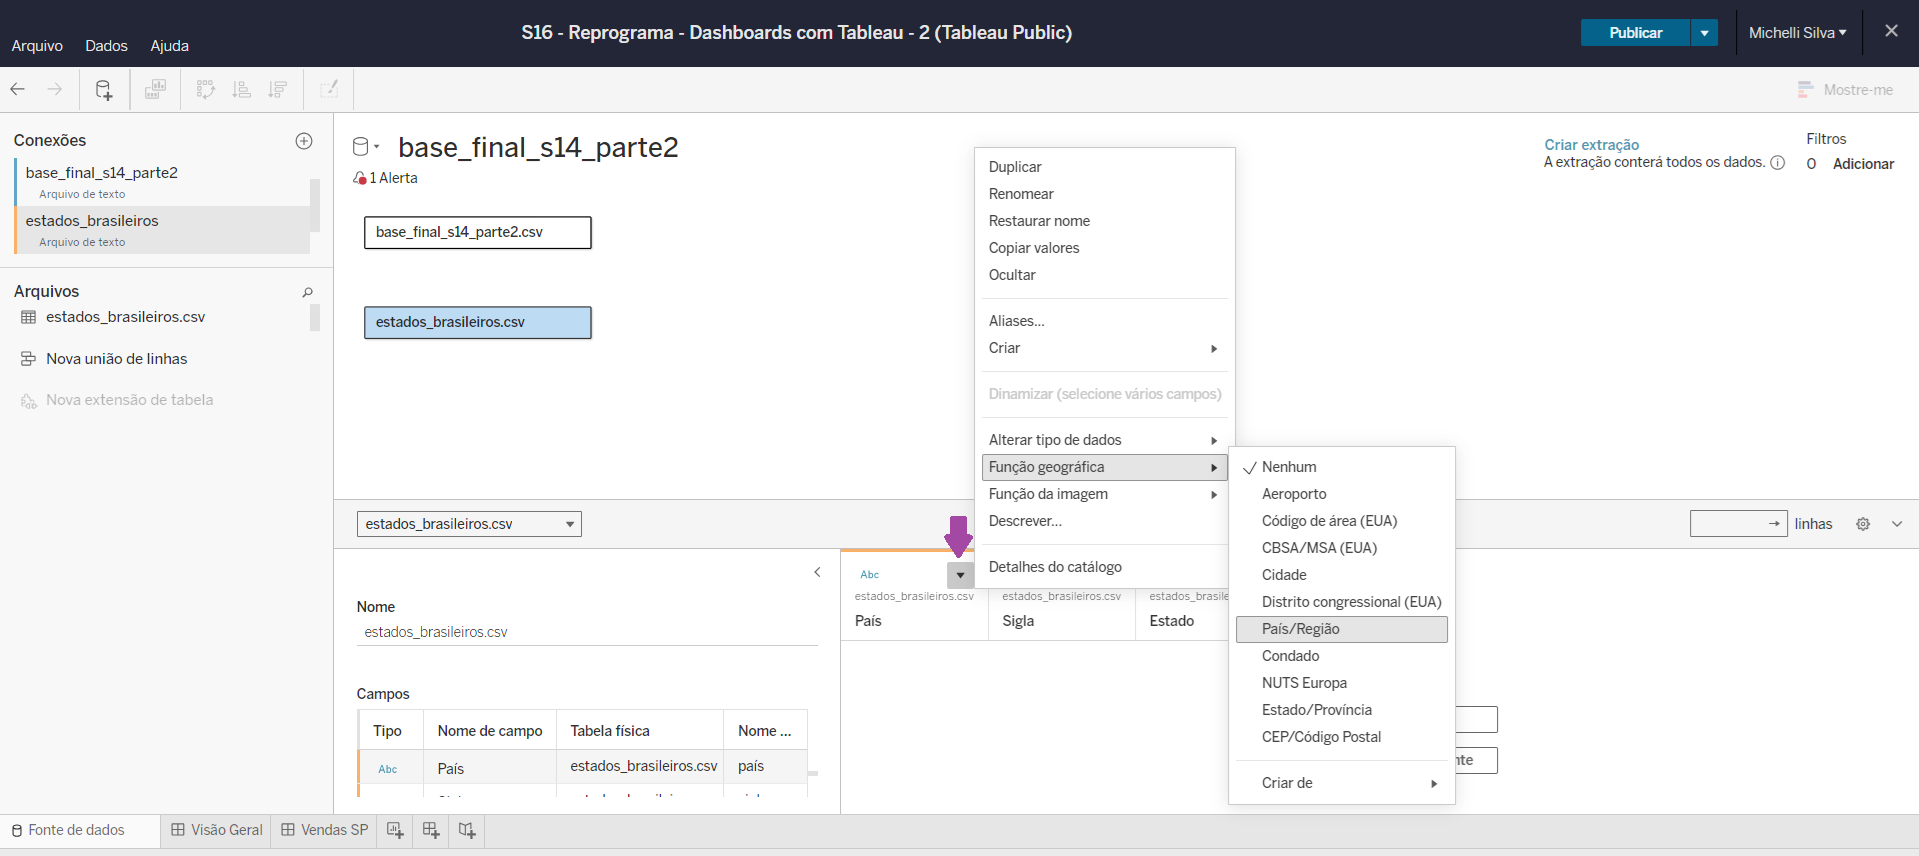 S16 - Reprograma - Dashboards com Tableau - 2 (Tableau Public)
Arquivo Dados Ajuda
Publicar
Michelli Silva
Mostre-me
Conexões
base_final_s14_parte2
Arquivo de texto
estados_brasileiros
Arquivo de texto
Arquivos
estados_brasileiros.csv
Nova união de linhas
Nova extensão de tabela
base_final_s14_parte2
1 Alerta
base_final_s14_parte2.csv
estados_brasileiros.csv
Criar extração
A extração conterá todos os dados.
Filtros
0 Adicionar
Duplicar
Renomear
Restaurar nome
Copiar valores
Ocultar
Aliases...
Criar
Dinamizar (selecione vários campos)
Alterar tipo de dados
Função geográfica
Função da imagem
Descrever...
Detalhes do catálogo
Nenhum
Aeroporto
Código de área (EUA)
CBSA/MSA (EUA)
Cidade
Distrito congressional (EUA)
País/Região
Condado
NUTS Europa
Estado/Província
CEP/Código Postal
Criar de
estados_brasileiros.csv
linhas
Nome
estados_brasileiros.csv
Campos
Tipo Nome de campo Tabela física Nome ...
Abc País estados_brasileiros.csv país
Abc
estados_brasileiros.csv estados_brasileiros.csv estados_brasile
País Sigla Estado
nte
Fonte de dados Visão Geral Vendas SP